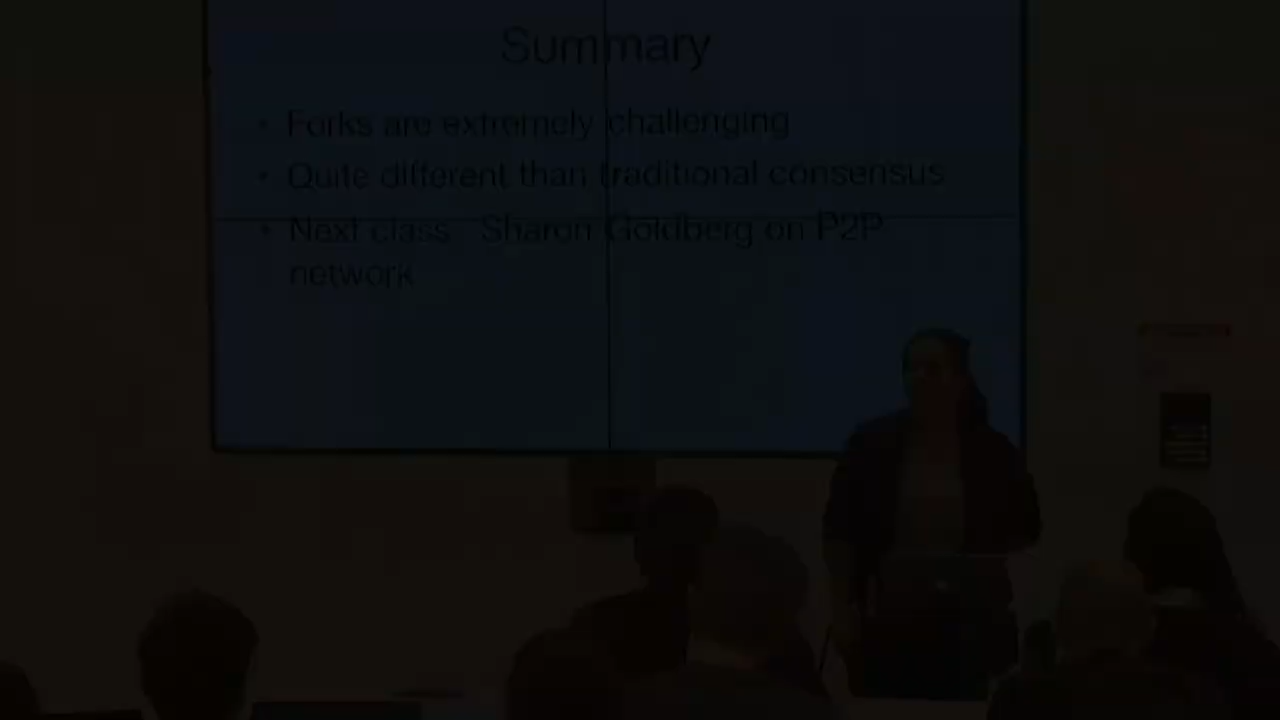 Summary
• Forks are extremely challenging
• Quite different than traditional consensus
• Next class Sharon Goldberg on P2P
network